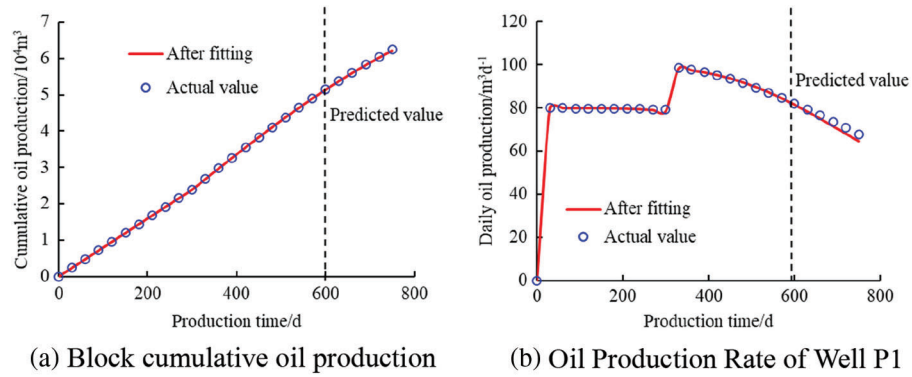 7
6
5
4
3
2
1
0
Cumulative oil production/10⁴m³
After fitting
Actual value
Predicted value
0 200 400 600 800
Production time/d
(a) Block cumulative oil production
120
100
80
60
40
20
0
Daily oil production/m³d⁻¹
Predicted value
After fitting
Actual value
0 200 400 600 800
Production time/d
(b) Oil Production Rate of Well P1